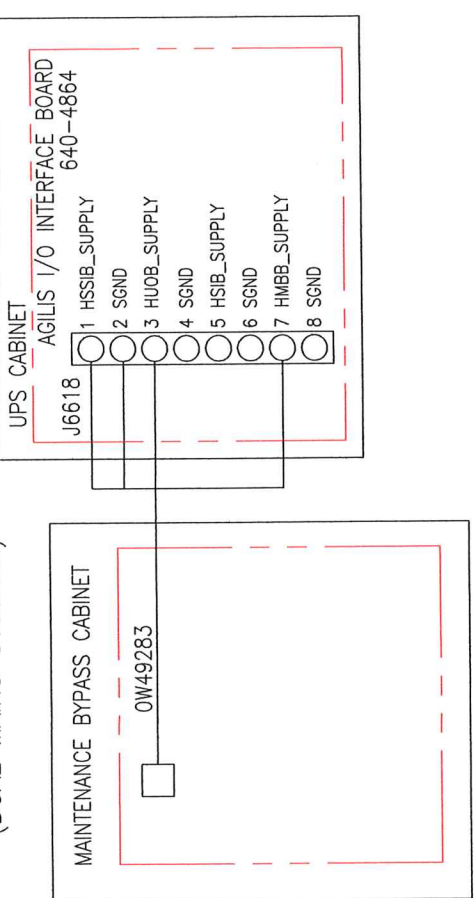 UPS CABINET
AGILIS I/O INTERFACE BOARD
640-4864
J6618
1 HSSIB_SUPPLY
2 SGND
3 HUOB_SUPPLY
4 SGND
5 HSIB_SUPPLY
6 SGND
7 HMBB_SUPPLY
8 SGND
MAINTENANCE BYPASS CABINET
0W49283